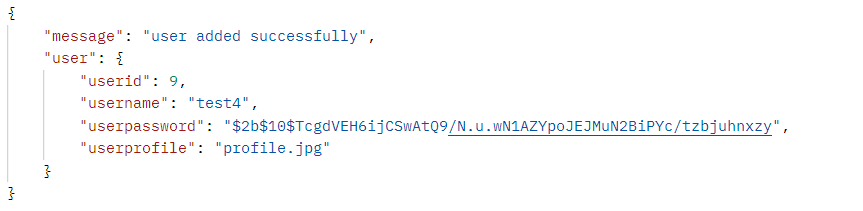 {
"message": "user added successfully",
"user": {
"userid": 9,
"username": "test4",
"userpassword": "$2b$10$TcgdVEH6ijCSwAtQ9/N.u.wN1AZYpoJEJMuN2BiPYc/tzbjuhnxzy",
"userprofile": "profile.jpg"
}
}